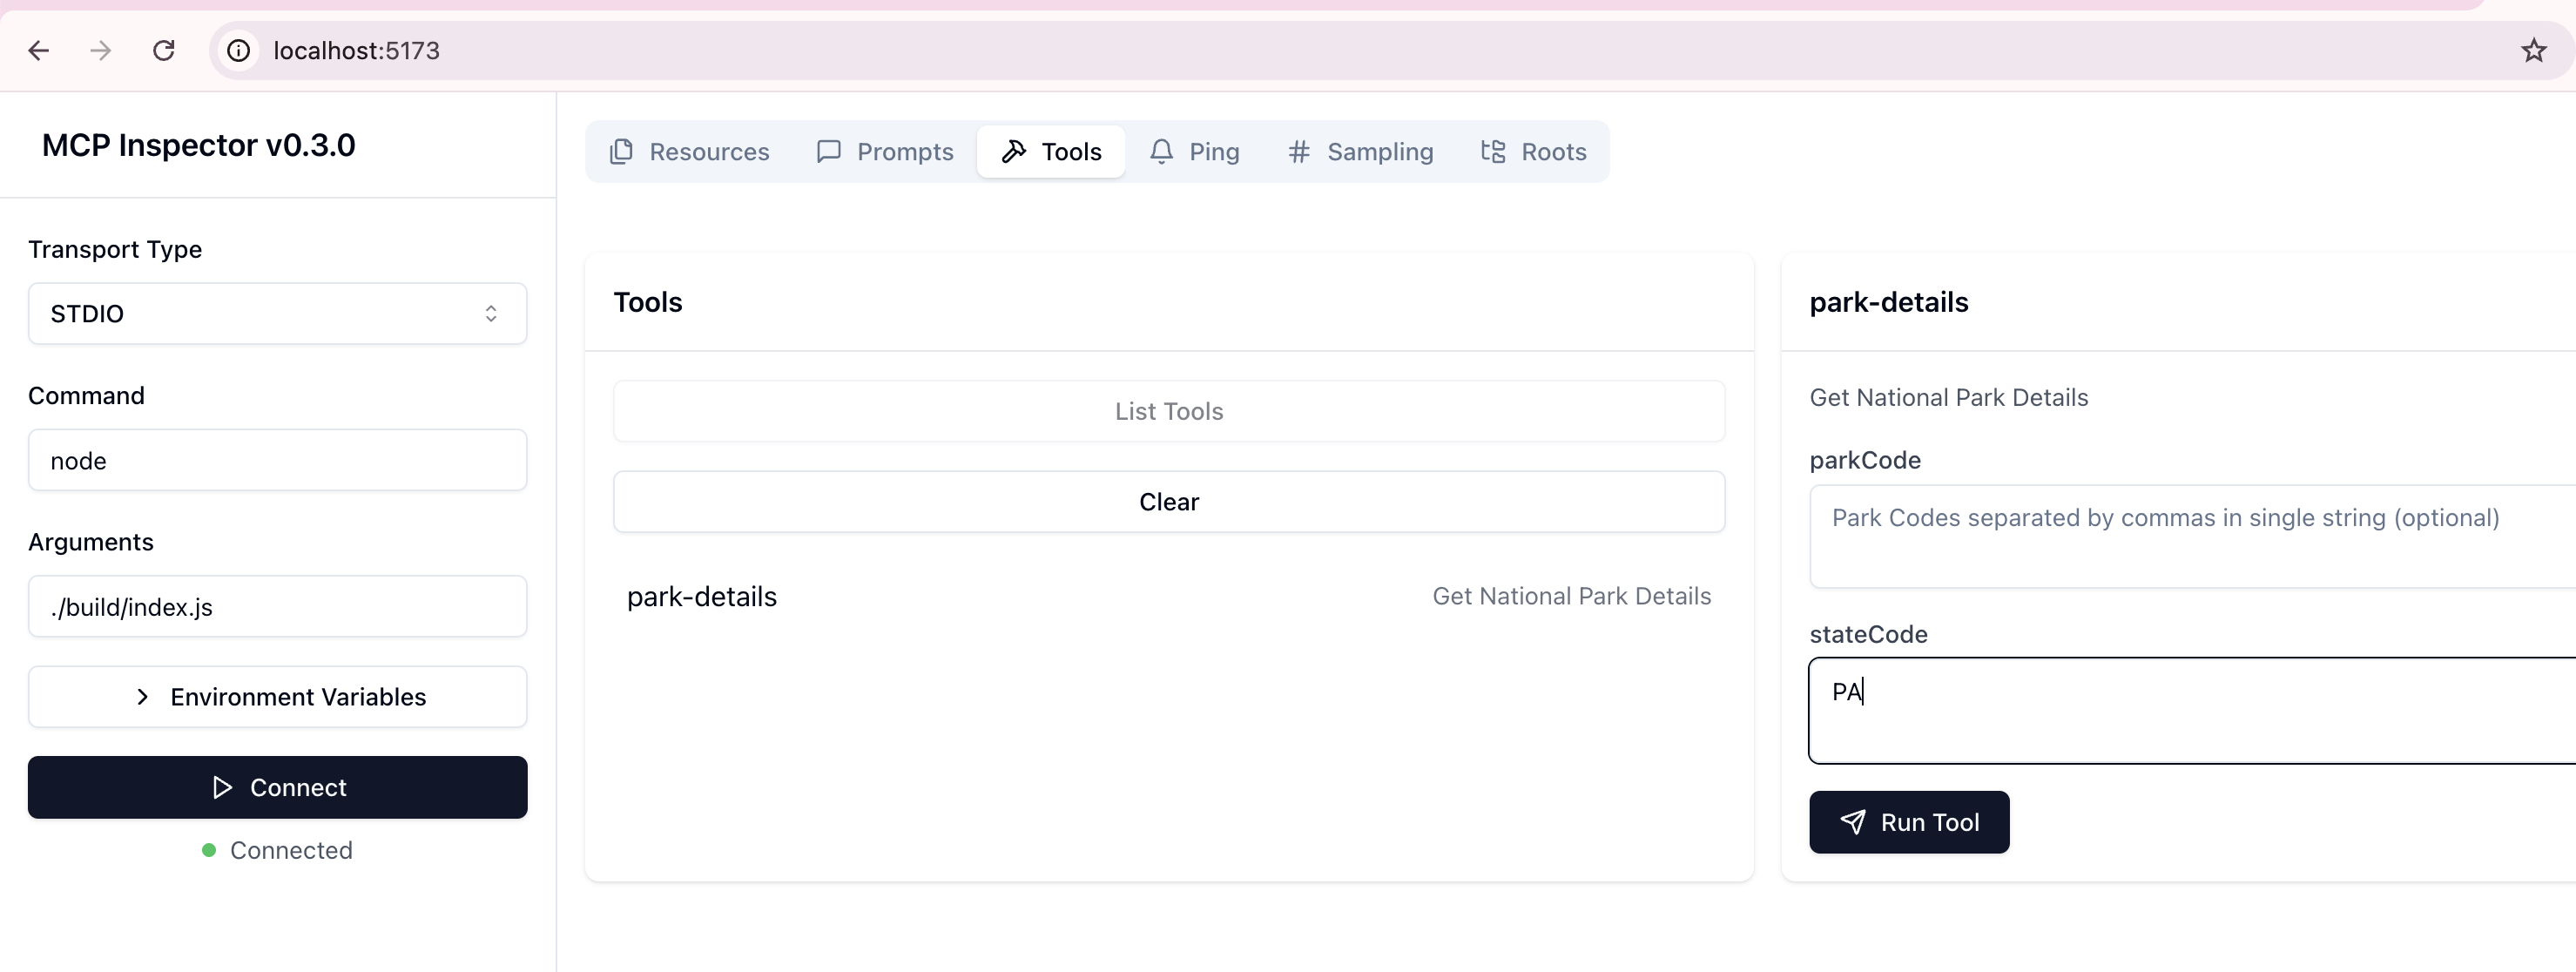 localhost:5173
MCP Inspector v0.3.0
Transport Type
STDIO
Command
node
Arguments
./build/index.js
Environment Variables
Connect
Connected
Resources
Prompts
Tools
Ping
Sampling
Roots
Tools
List Tools
Clear
park-details
Get National Park Details
park-details
Get National Park Details
parkCode
Park Codes separated by commas in single string (optional)
stateCode
PA
Run Tool